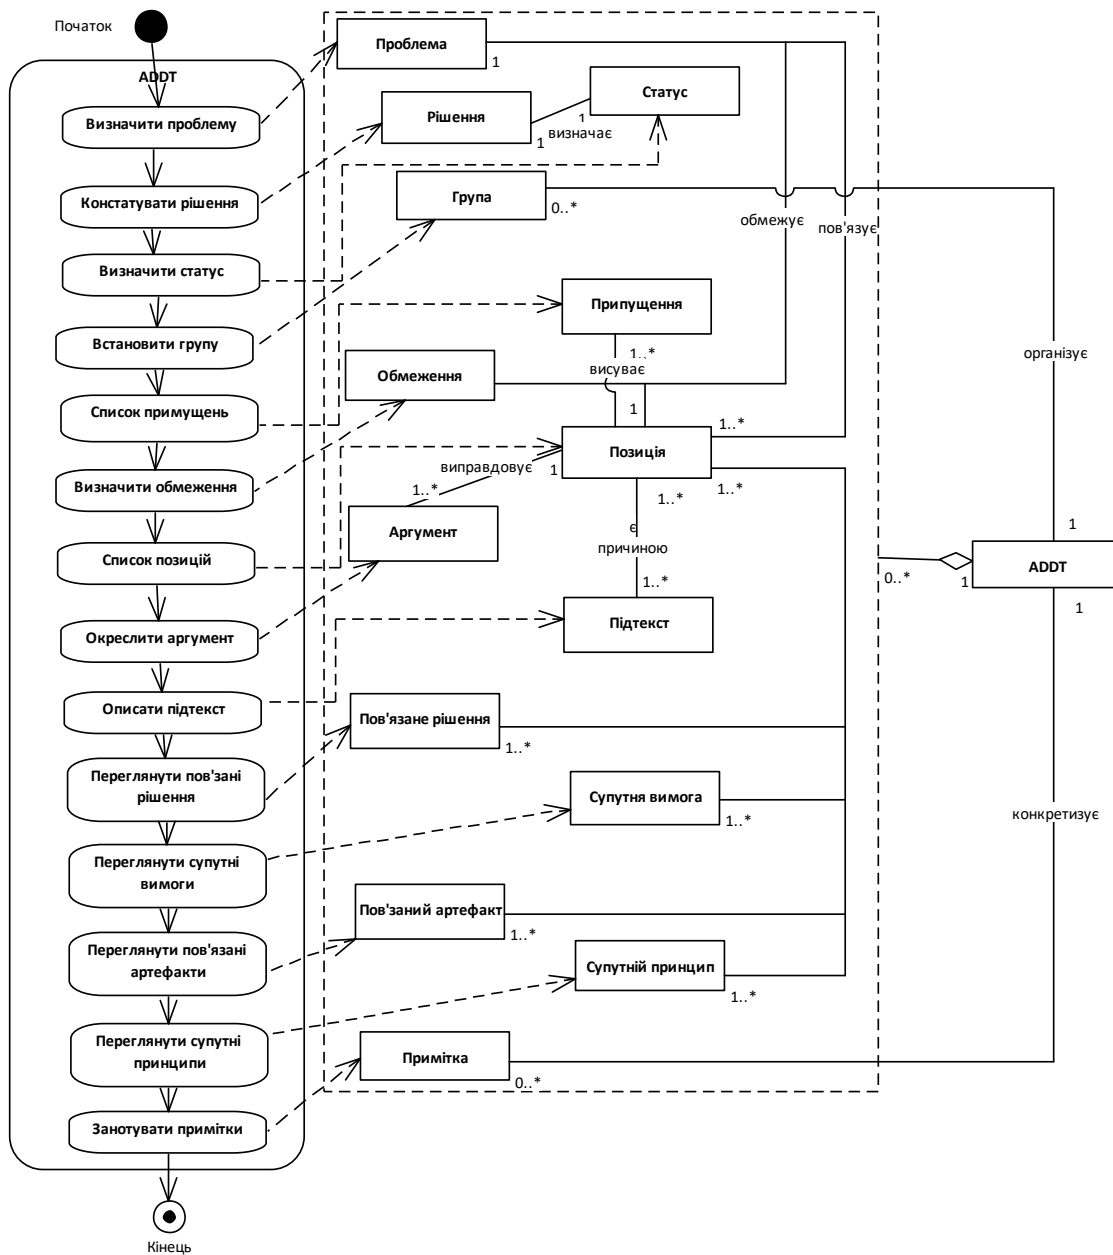 Початок
ADDT
Визначити проблему
Констатувати рішення
Визначити статус
Встановити групу
Список примущень
Визначити обмеження
Список позицій
Окреслити аргумент
Описати підтекст
Переглянути пов'зані
рішення
Переглянути супутні
вимоги
Переглянути пов'язані
артефакти
Переглянути супутні
принципи
Занотувати примітки
Кінець
Проблема
1
Статус
Рішення
1
1
визначає
Група
0..*
обмежує
пов'язує
Припущення
1..*
висуває
організує
Обмеження
1
1..*
Позиція
виправдовує
1
1..*
1..*
1..*
Аргумент
є
причиною
1..*
1
ADDT
0..*
1
1
Підтекст
Пов'язане рішення
1..*
Супутня вимога
1..*
конкретизує
Пов'заний артефакт
1..*
Супутній принцип
1..*
Примітка
0..*